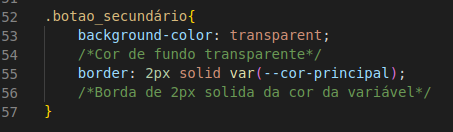 52 .botao_secundário{
53 background-color: transparent;
54 /*Cor de fundo transparente*/
55 border: 2px solid var(--cor-principal);
56 /*Borda de 2px solida da cor da variável*/
57 }